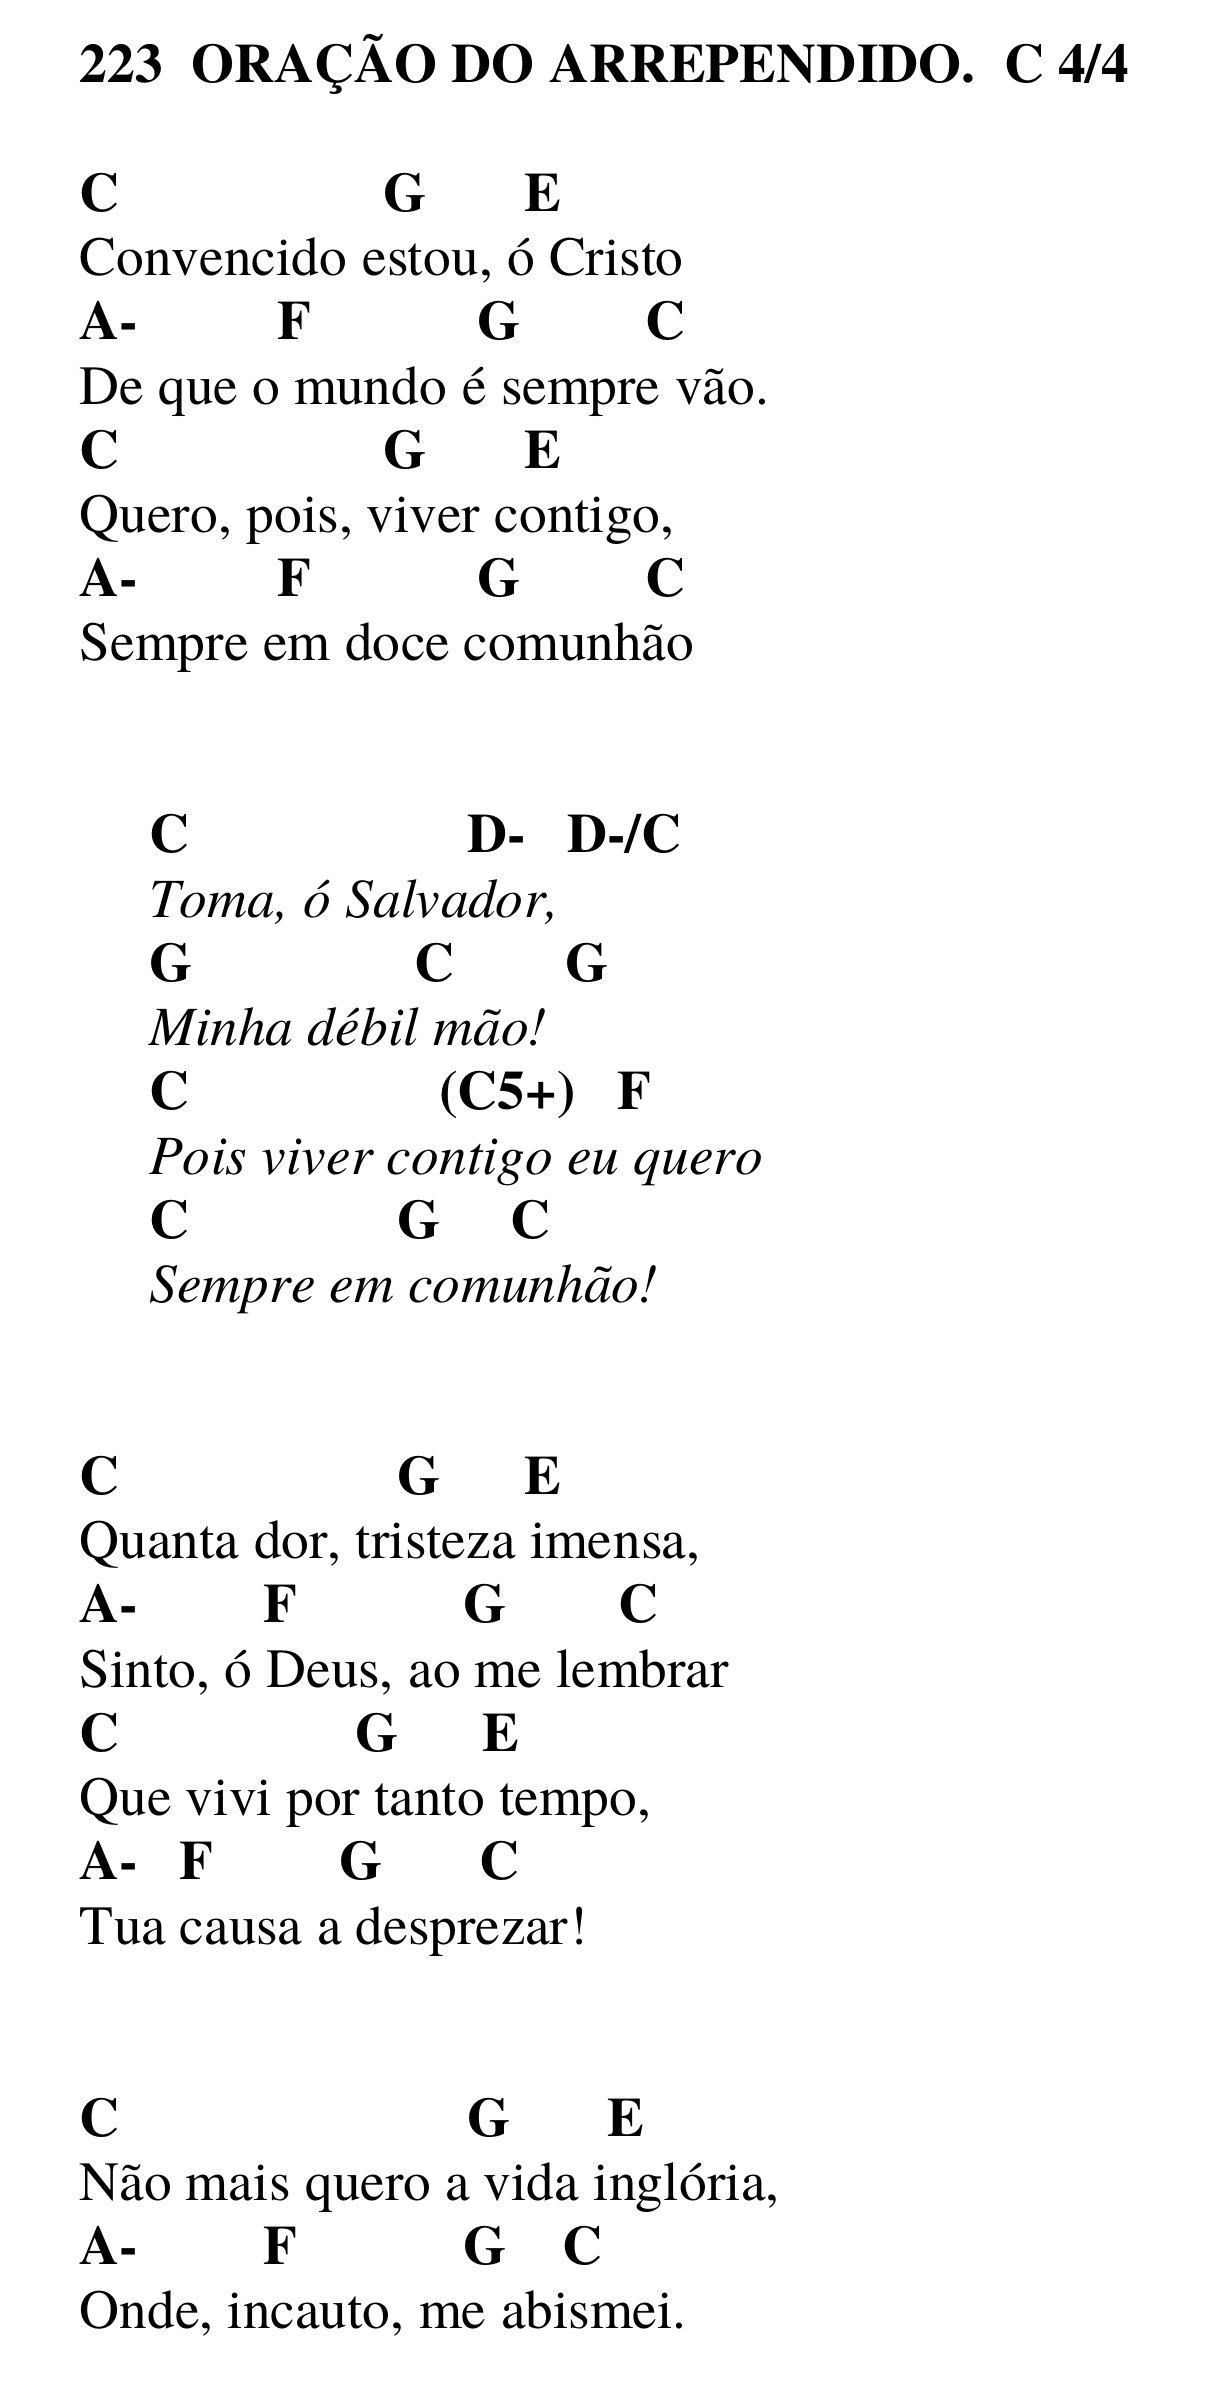 223 ORAÇÃO DO ARREPENDIDO. C 4/4
C G E
Convencido estou, ó Cristo
A- F G C
De que o mundo é sempre vão.
C G E
Quero, pois, viver contigo,
A- F G C
Sempre em doce comunhão
C D- D-/C
Toma, ó Salvador,
G C G
Minha débil mão!
C (C5+) F
Pois viver contigo eu quero
C G C
Sempre em comunhão!
C G E
Quanta dor, tristeza imensa,
A- F G C
Sinto, ó Deus, ao me lembrar
C G E
Que vivi por tanto tempo,
A- F G C
Tua causa a desprezar!
C G E
Não mais quero a vida inglória,
A- F G C
Onde, incauto, me abismei.